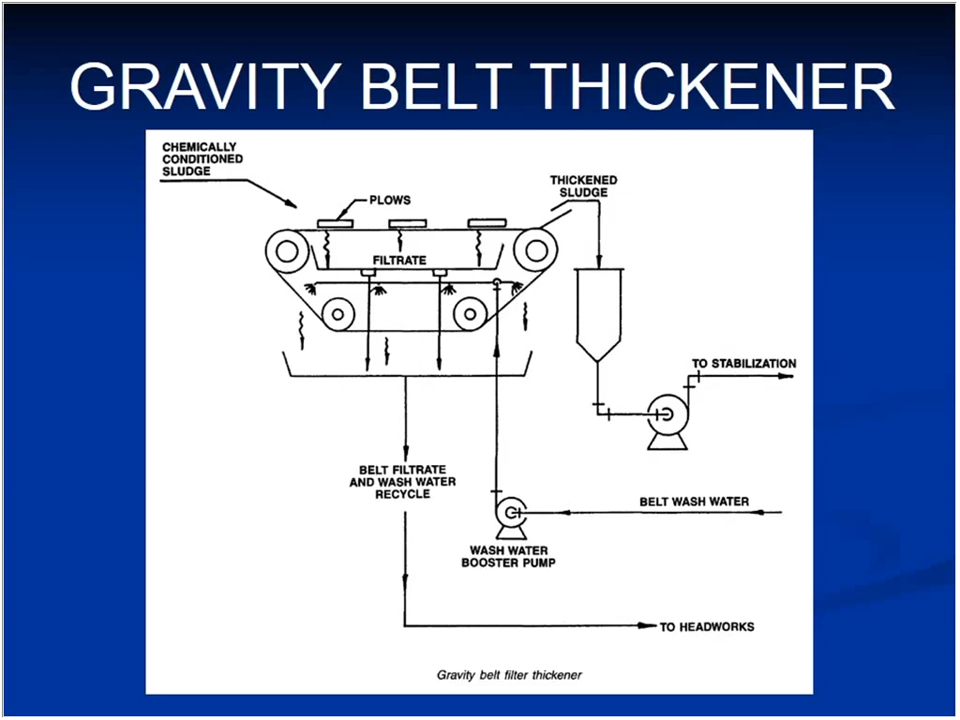 GRAVITY BELT THICKENER
CHEMICALLY
CONDITIONED
SLUDGE
PLOWS
THICKENED
SLUDGE
FILTRATE
TO STABILIZATION
BELT FILTRATE
AND WASH WATER
RECYCLE
BELT WASH WATER
WASH WATER
BOOSTER PUMP
TO HEADWORKS
Gravity belt filter thickener